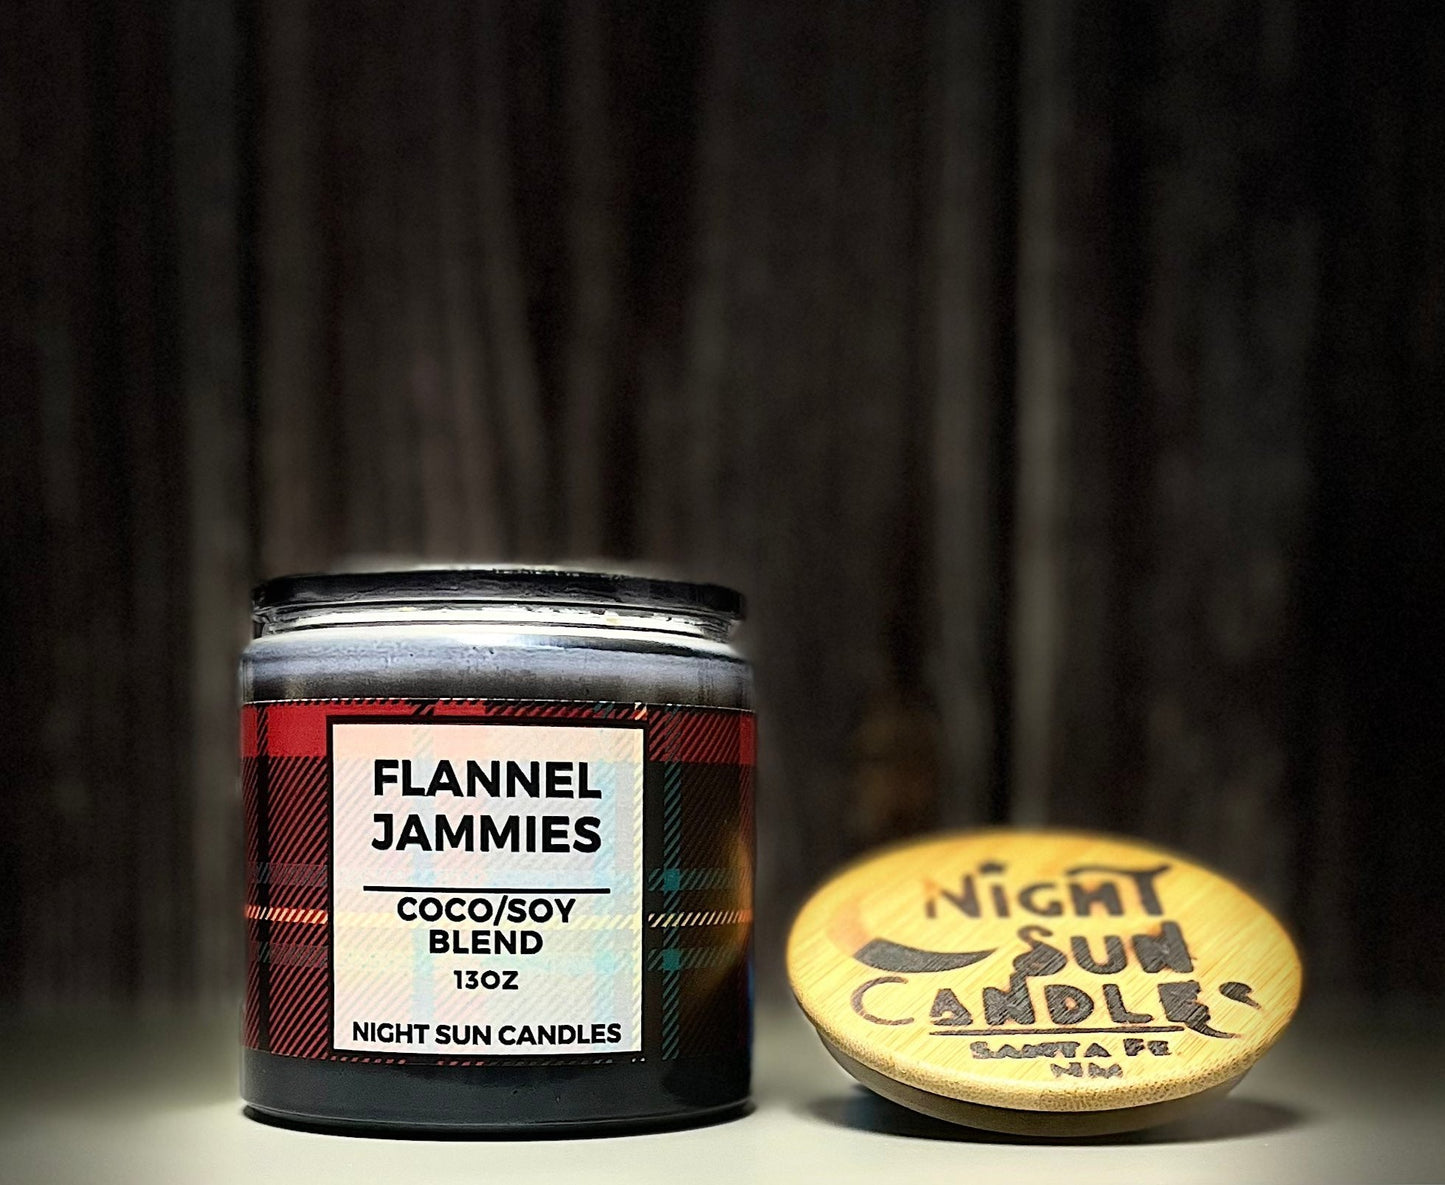 FLANNEL
JAMMIES
COCO/SOY
BLEND
13OZ
NIGHT SUN CANDLES
NIGHT
SUN
CANDLES
SANTA FE
NM